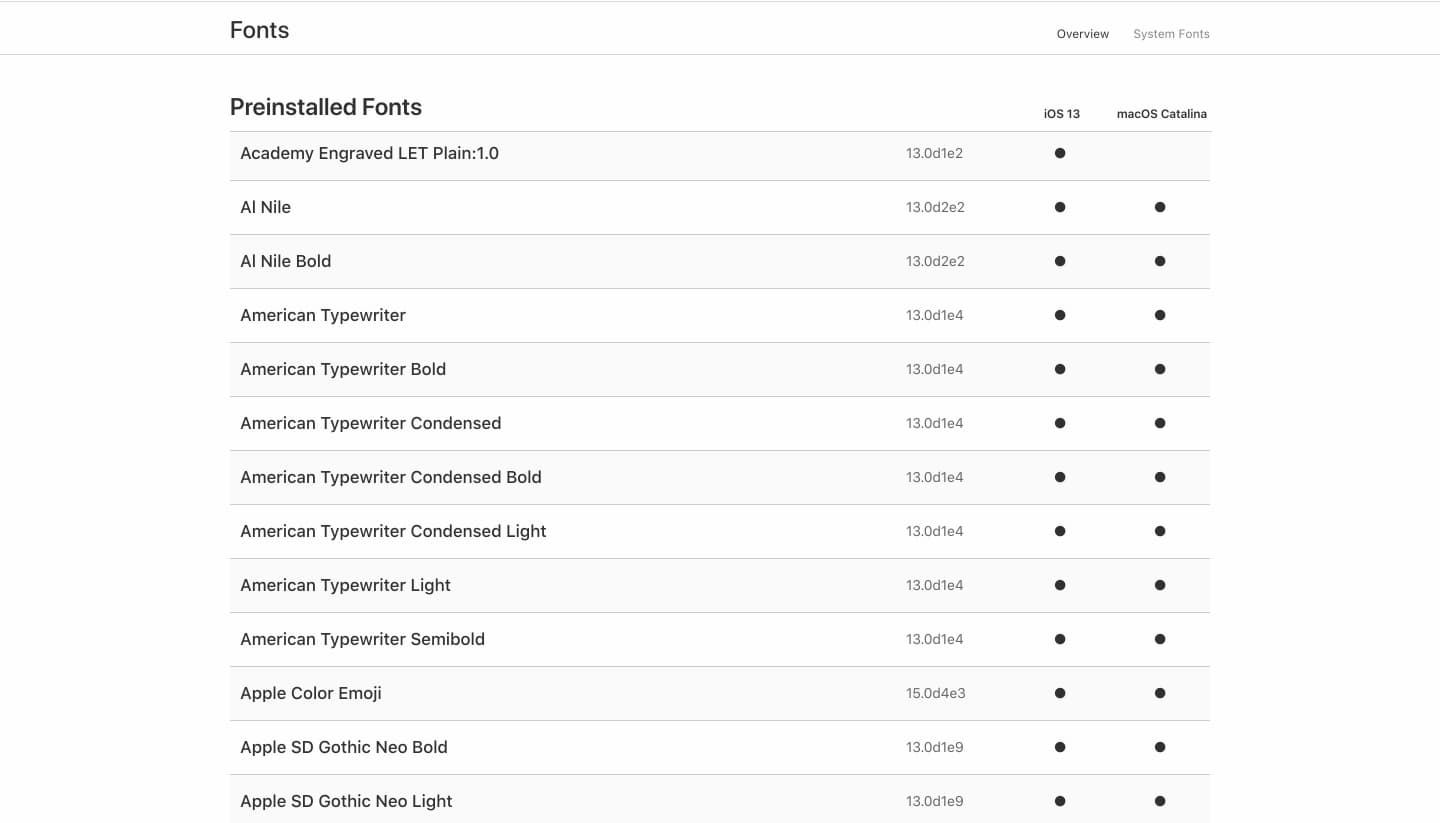 Fonts Overview System Fonts
Preinstalled Fonts iOS 13 macOS Catalina
Academy Engraved LET Plain:1.0 13.0d1e2
Al Nile 13.0d2e2
Al Nile Bold 13.0d2e2
American Typewriter 13.0d1e4
American Typewriter Bold 13.0d1e4
American Typewriter Condensed 13.0d1e4
American Typewriter Condensed Bold 13.0d1e4
American Typewriter Condensed Light 13.0d1e4
American Typewriter Light 13.0d1e4
American Typewriter Semibold 13.0d1e4
Apple Color Emoji 15.0d4e3
Apple SD Gothic Neo Bold 13.0d1e9
Apple SD Gothic Neo Light 13.0d1e9